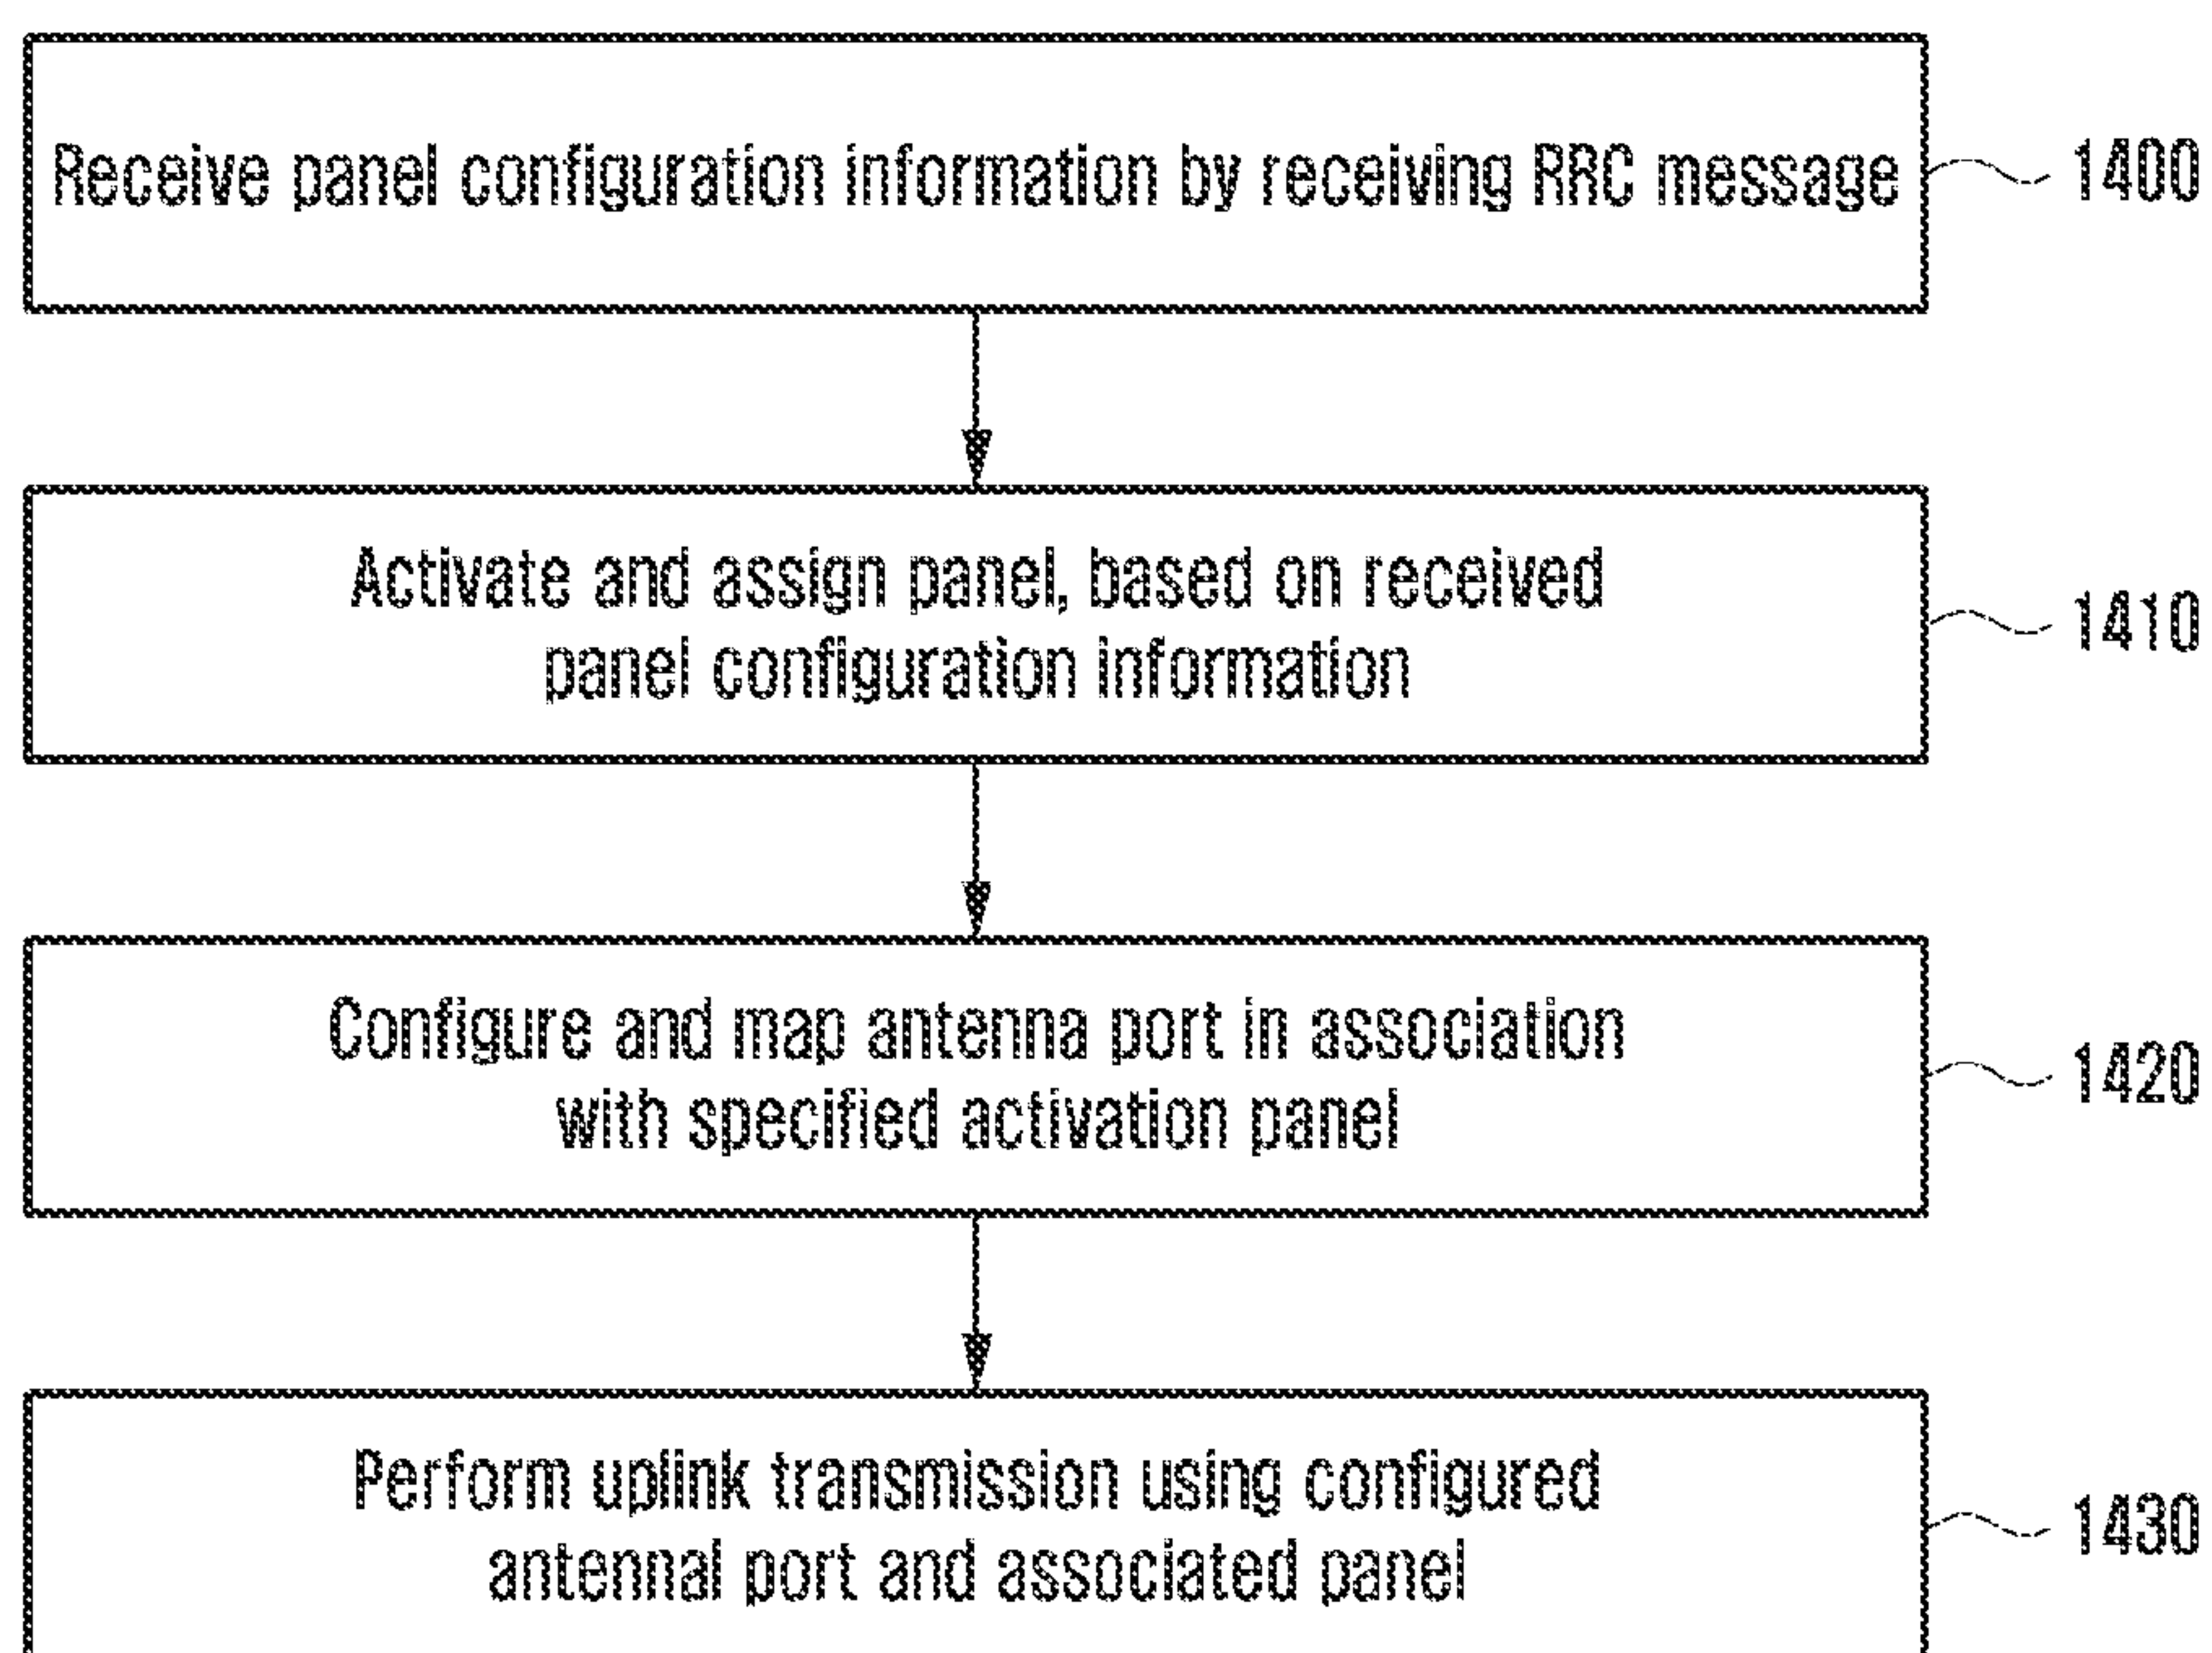 Receive panel configuration information by receiving RRC message
1400
Activate and assign panel, based on received
panel configuration information
1410
Configure and map antenna port in association
with specified activation panel
1420
Perform uplink transmission using configured
antennal port and associated panel
1430